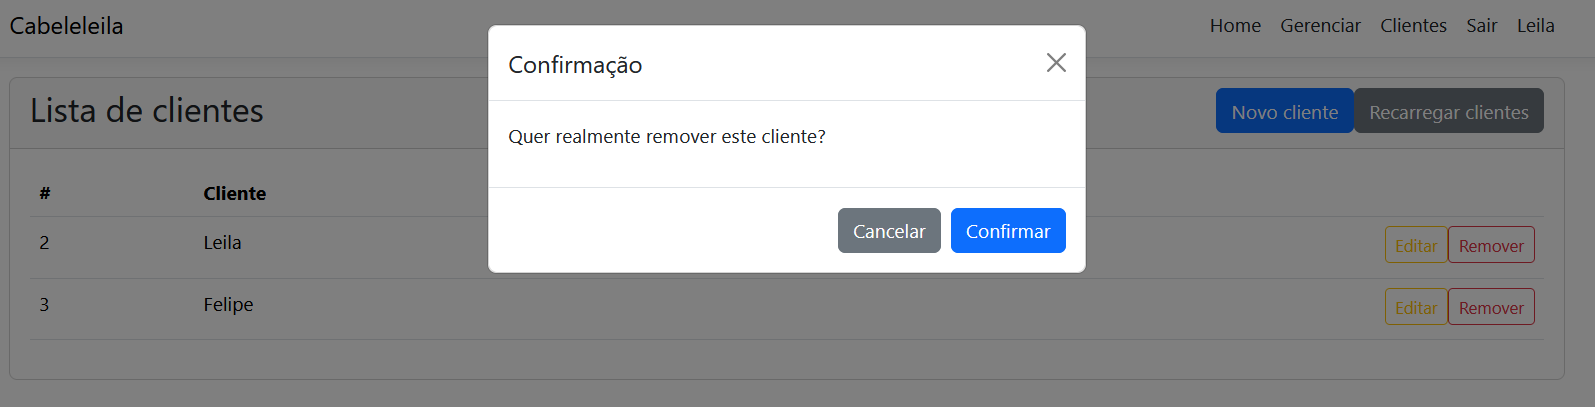 Cabeleleila
Home Gerenciar Clientes Sair Leila
Confirmação
Quer realmente remover este cliente?
Cancelar Confirmar
Lista de clientes
Novo cliente Recarregar clientes
# Cliente
2 Leila Editar Remover
3 Felipe Editar Remover